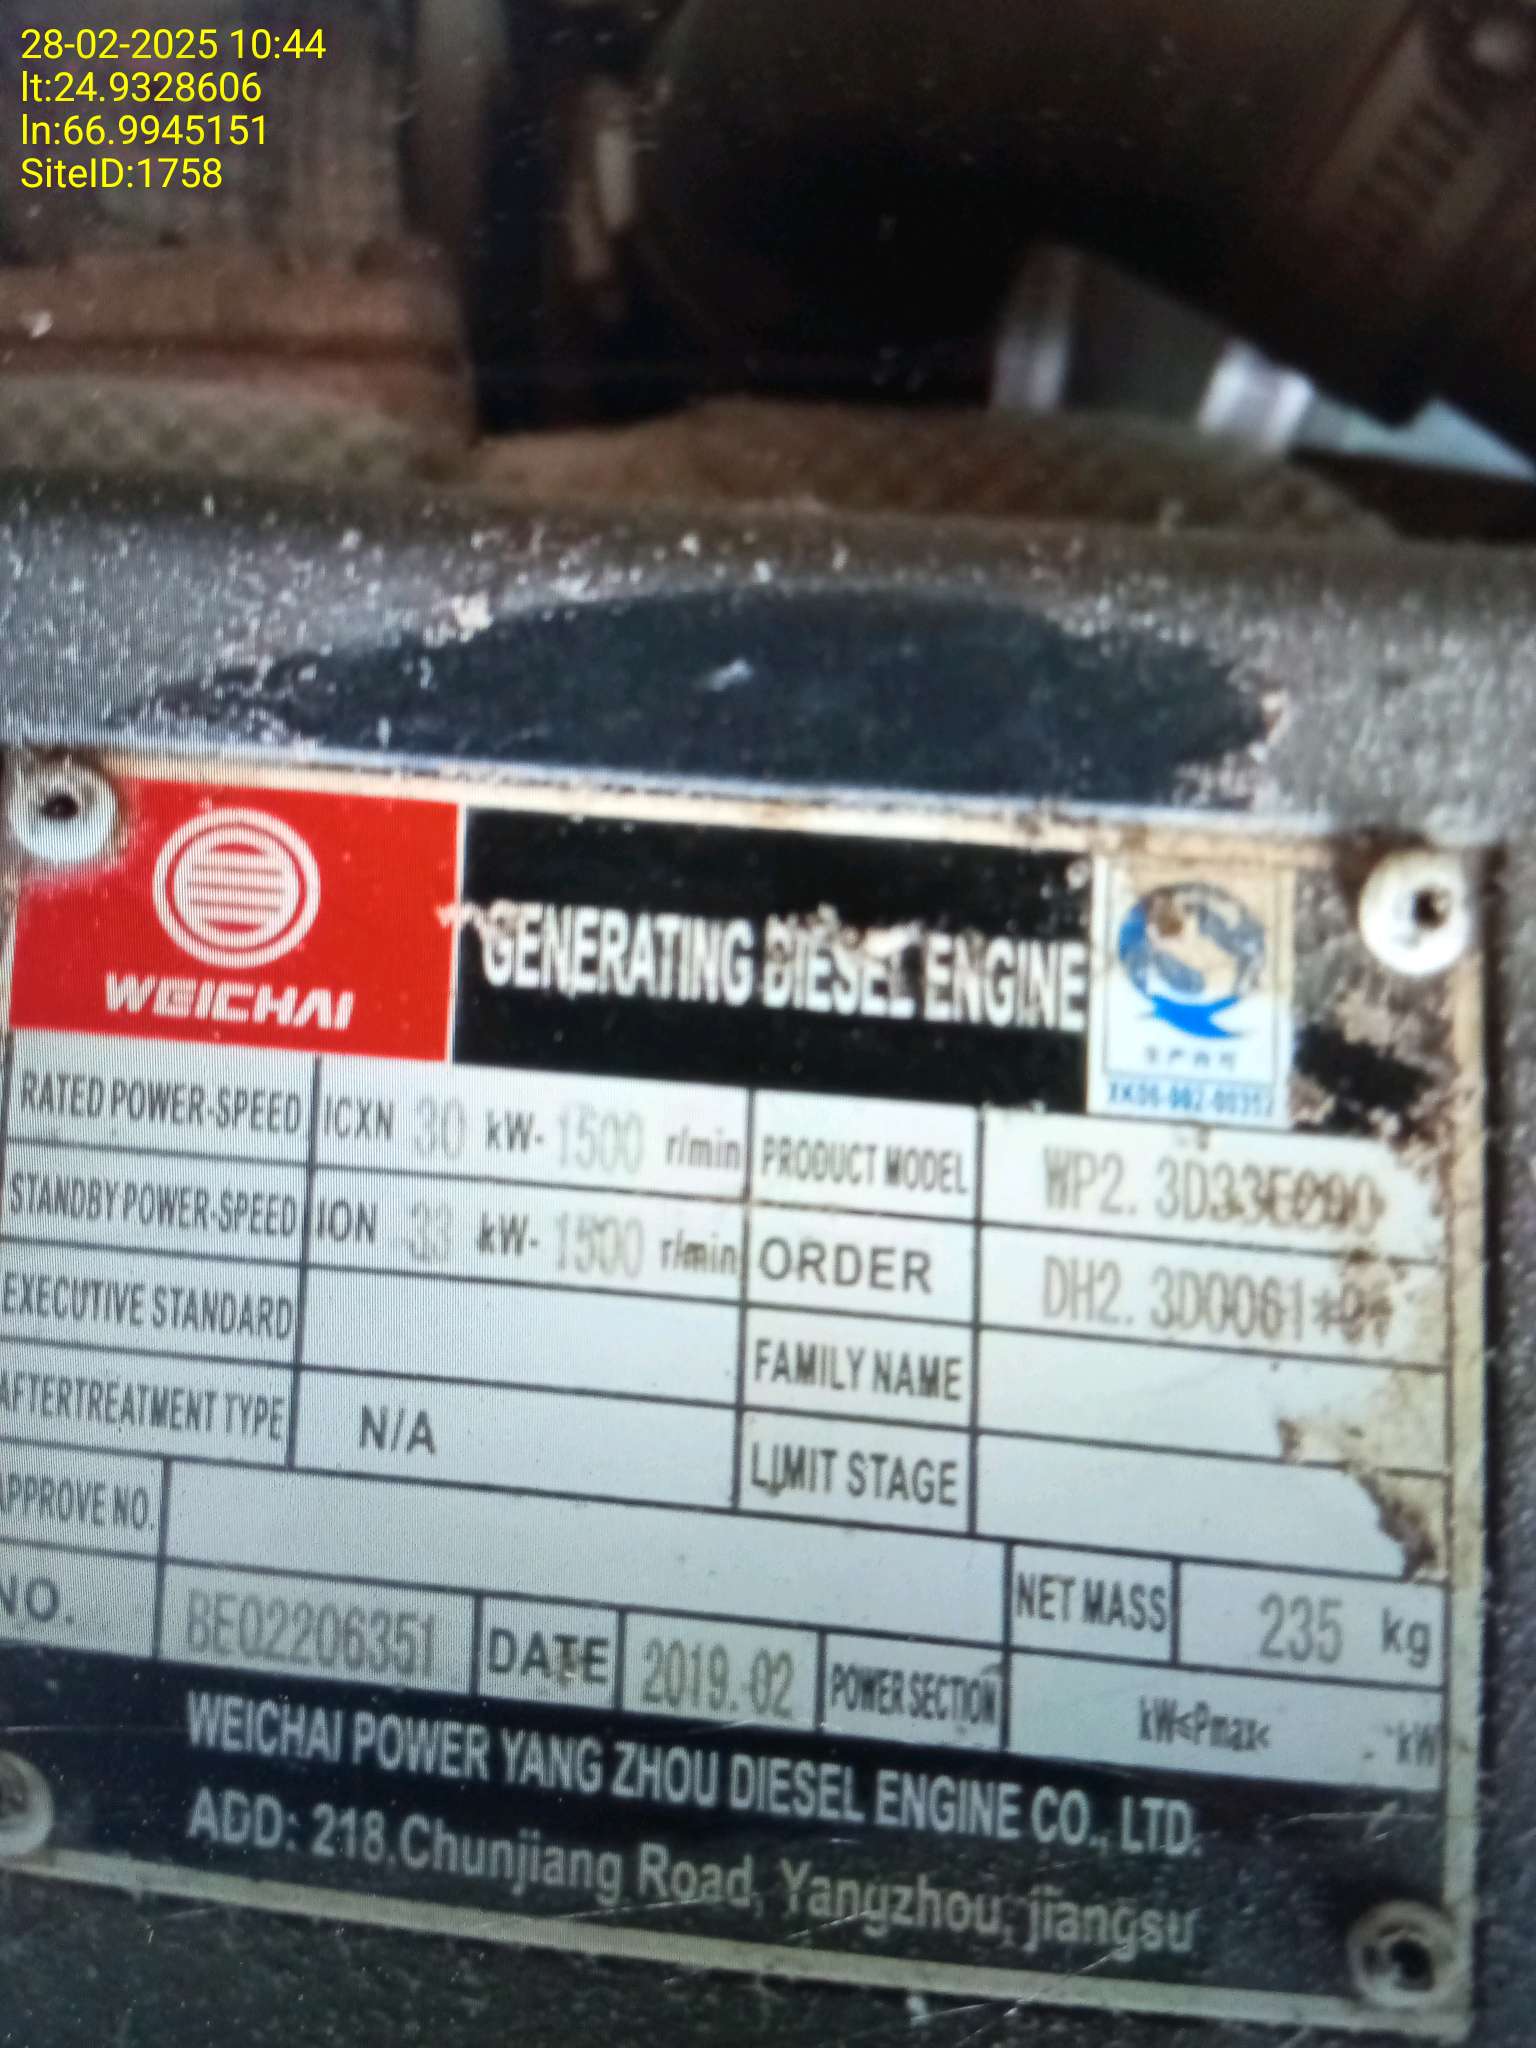 28-02-2025 10:44
lt:24.9328606
ln:66.9945151
SiteID:1758
WEICHAI
GENERATING DIESEL ENGINE
RATED POWER-SPEED ICXN 30 kW- 1500 r/min PRODUCT MODEL
STANDBY POWER-SPEED ION 33 kW- 1500 r/min ORDER
EXECUTIVE STANDARD FAMILY NAME
AFTERTREATMENT TYPE N/A LIMIT STAGE
APPROVE NO. NET MASS 235 kg
NO. BE02206351 DATE 2019.02 POWER SECTION kW<Pmax< kW
WEICHAI POWER YANG ZHOU DIESEL ENGINE CO., LTD.
ADD: 218.Chunjiang Road, Yangzhou, jiangsu